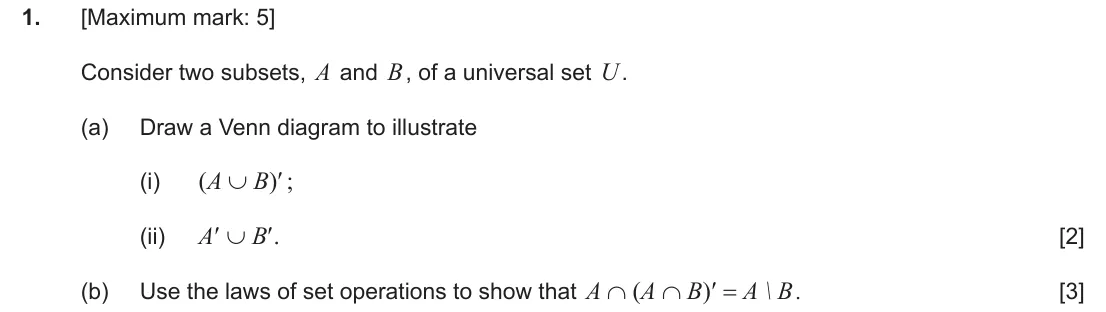 1. [Maximum mark: 5]
Consider two subsets, A and B, of a universal set U.
(a) Draw a Venn diagram to illustrate
(i) (A ∪ B)′;
(ii) A′ ∪ B′. [2]
(b) Use the laws of set operations to show that A ∩ (A ∩ B)′ = A \ B. [3]